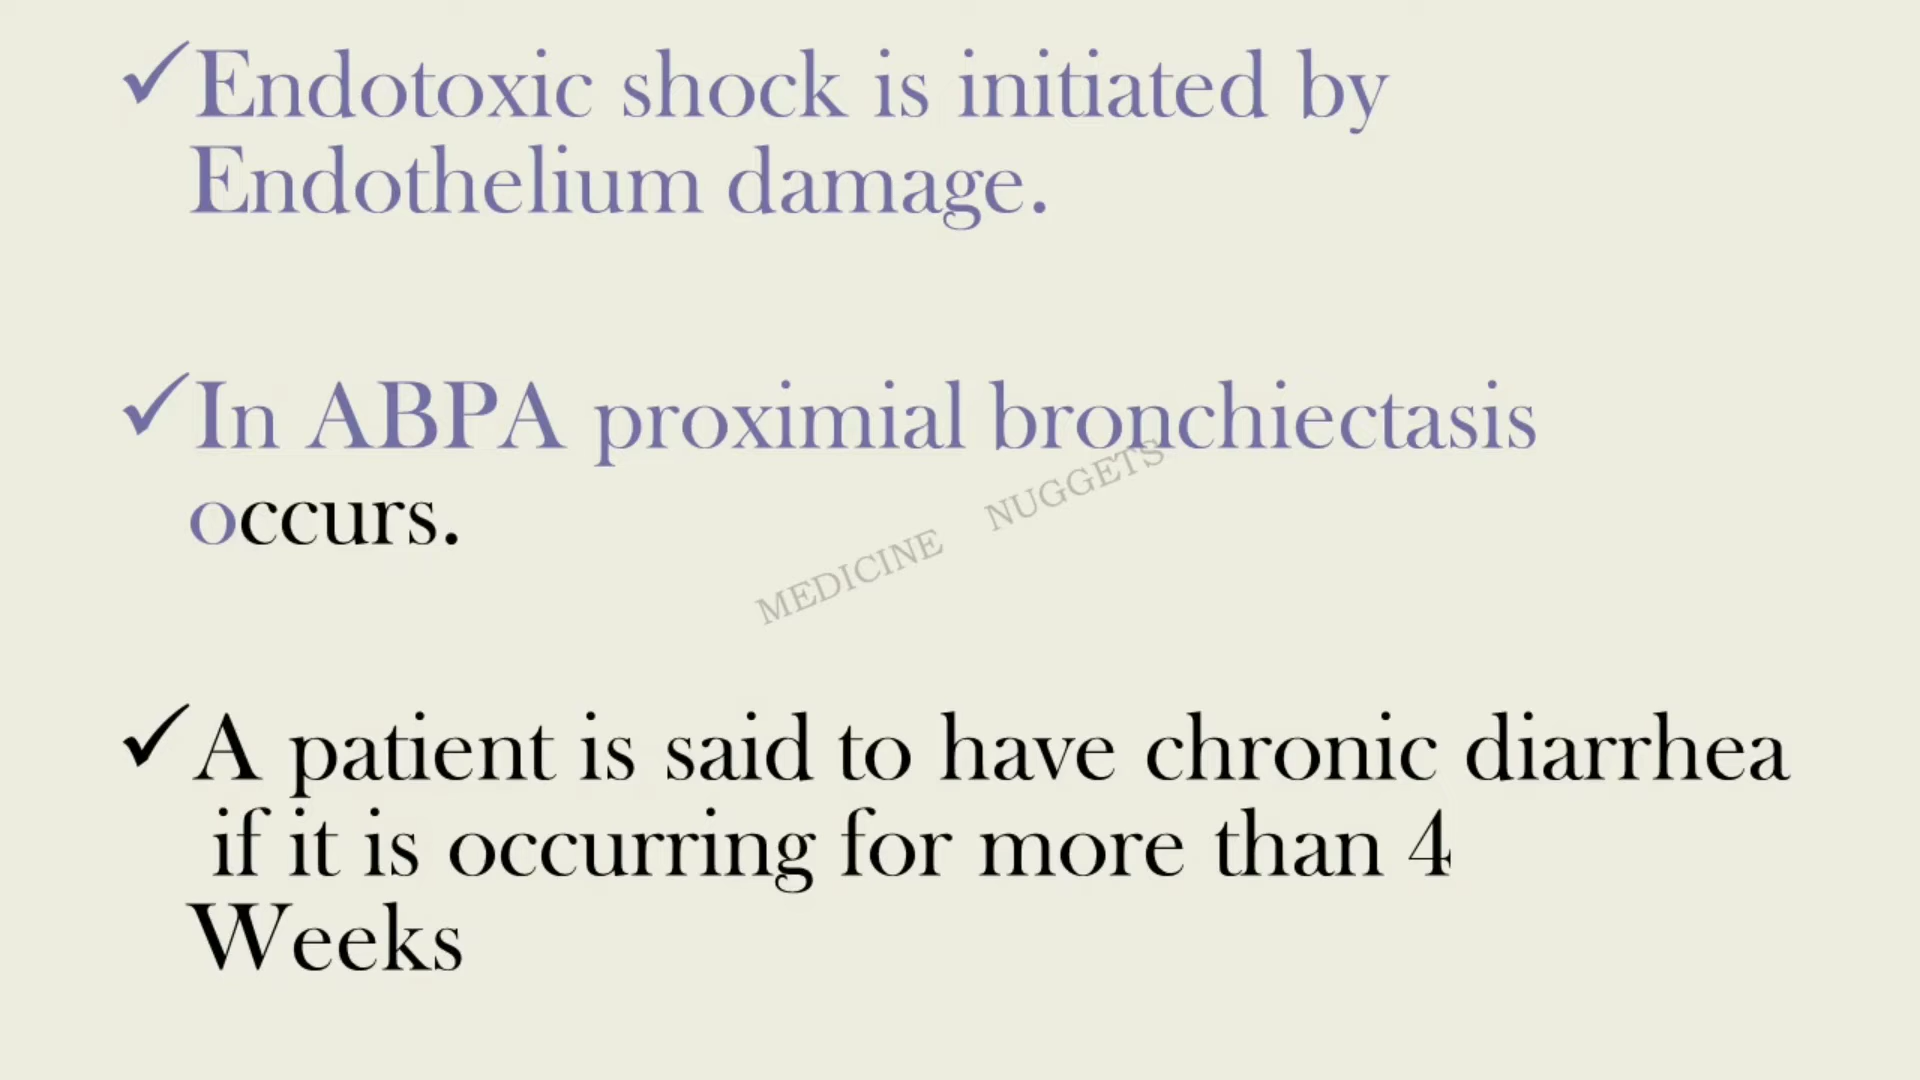 ✓Endotoxic shock is initiated by
Endothelium damage.
✓In ABPA proximial bronchiectasis
occurs.
MEDICINE NUGGETS
✓A patient is said to have chronic diarrhea
if it is occurring for more than 4
Weeks